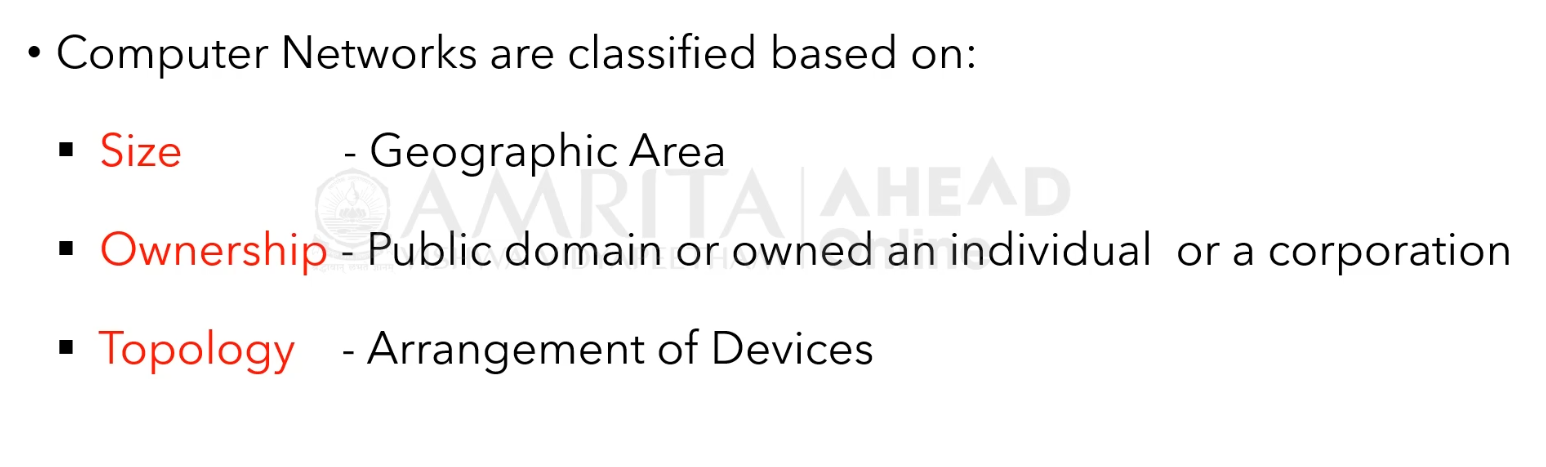 • Computer Networks are classified based on:
▪ Size - Geographic Area
AMRITA | AHEAD
▪ Ownership - Public domain or owned an individual or a corporation
Online
▪ Topology - Arrangement of Devices